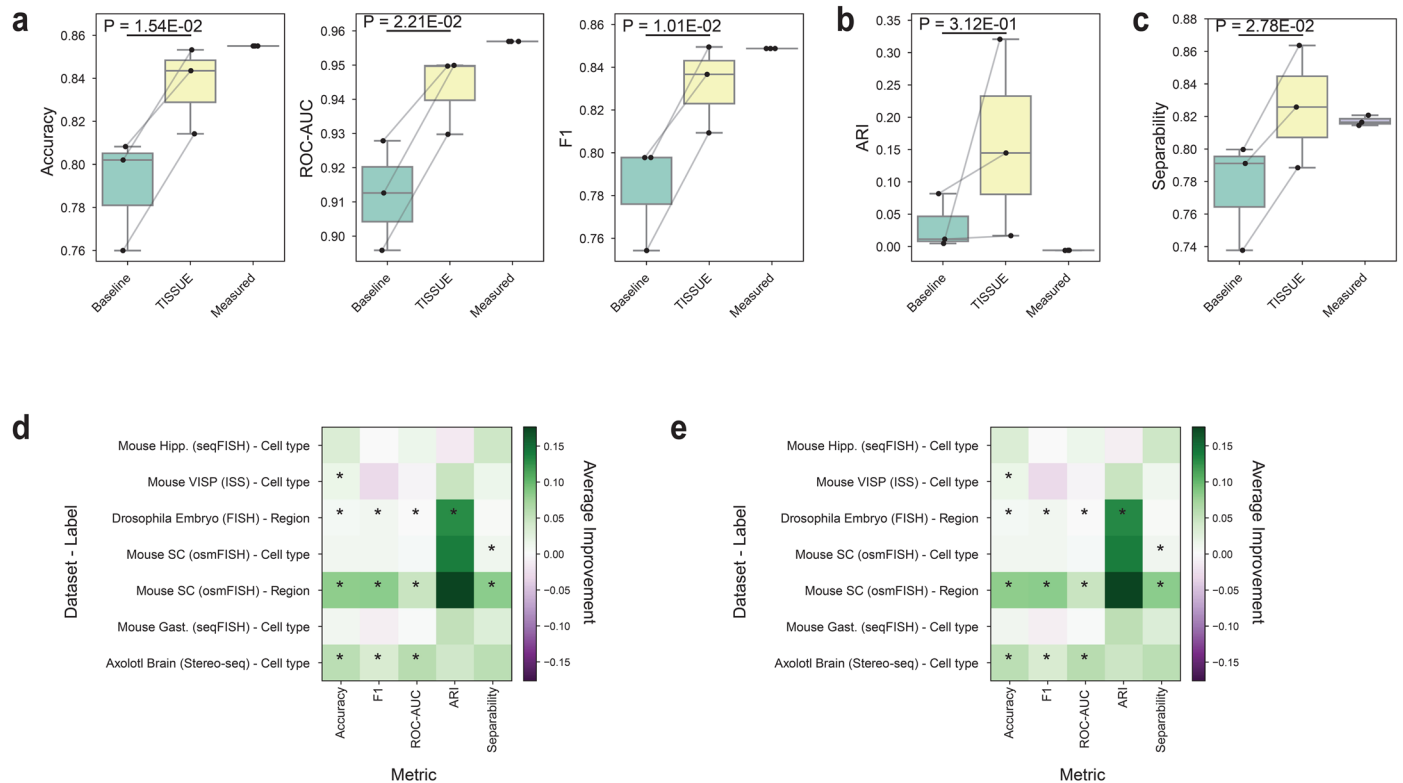 a
P = 1.54E-02
Accuracy
0.86
0.84
0.82
0.80
0.78
0.76
Baseline
TISSUE
Measured
P = 2.21E-02
ROC-AUC
0.96
0.95
0.94
0.93
0.92
0.91
0.90
Baseline
TISSUE
Measured
P = 1.01E-02
F1
0.86
0.84
0.82
0.80
0.78
0.76
Baseline
TISSUE
Measured
b
P = 3.12E-01
ARI
0.35
0.30
0.25
0.20
0.15
0.10
0.05
0.00
Baseline
TISSUE
Measured
c
P = 2.78E-02
Separability
0.88
0.86
0.84
0.82
0.80
0.78
0.76
0.74
Baseline
TISSUE
Measured
d
Dataset - Label
Mouse Hipp. (seqFISH) - Cell type
Mouse VISP (ISS) - Cell type
Drosophila Embryo (FISH) - Region
Mouse SC (osmFISH) - Cell type
Mouse SC (osmFISH) - Region
Mouse Gast. (seqFISH) - Cell type
Axolotl Brain (Stereo-seq) - Cell type
*
* * * *
*
* * * *
* * *
Accuracy
F1
ROC-AUC
ARI
Separability
Metric
0.15
0.10
0.05
0.00
−0.05
−0.10
−0.15
Average Improvement
e
Dataset - Label
Mouse Hipp. (seqFISH) - Cell type
Mouse VISP (ISS) - Cell type
Drosophila Embryo (FISH) - Region
Mouse SC (osmFISH) - Cell type
Mouse SC (osmFISH) - Region
Mouse Gast. (seqFISH) - Cell type
Axolotl Brain (Stereo-seq) - Cell type
*
* * * *
*
* * * *
* * *
Accuracy
F1
ROC-AUC
ARI
Separability
Metric
0.15
0.10
0.05
0.00
−0.05
−0.10
−0.15
Average Improvement